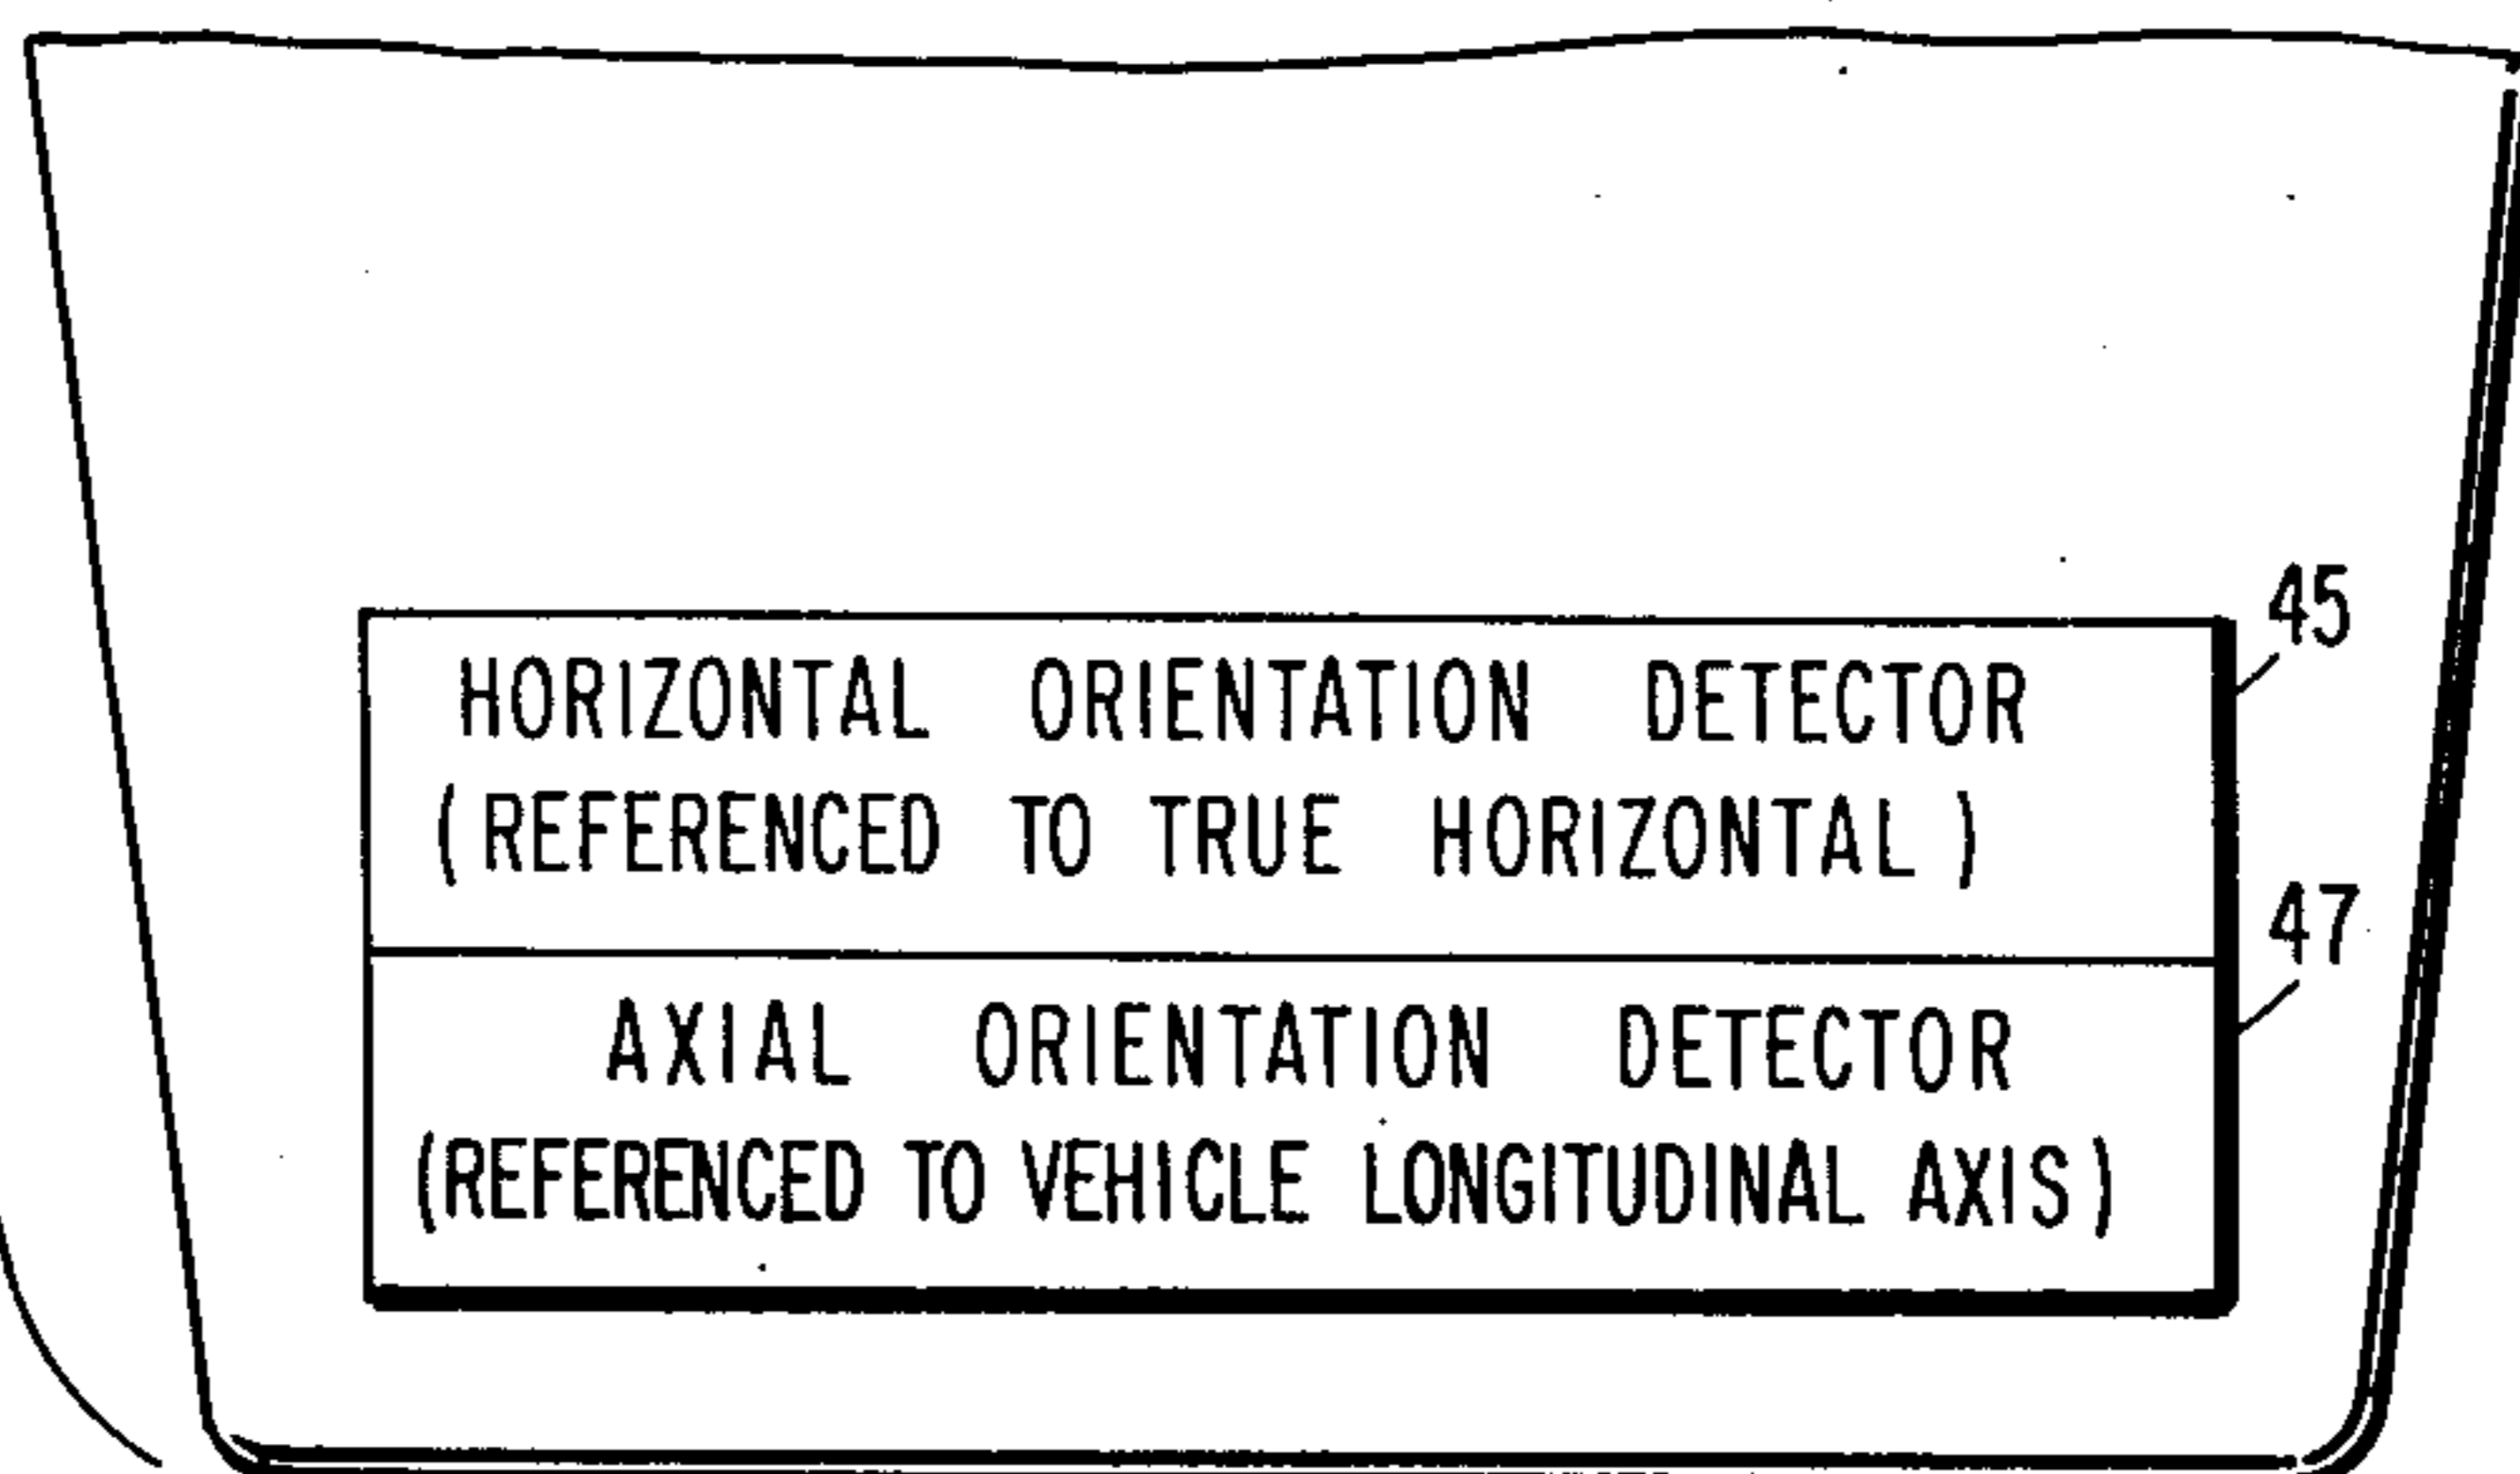 45
HORIZONTAL ORIENTATION DETECTOR
(REFERENCED TO TRUE HORIZONTAL)
47
AXIAL ORIENTATION DETECTOR
(REFERENCED TO VEHICLE LONGITUDINAL AXIS)